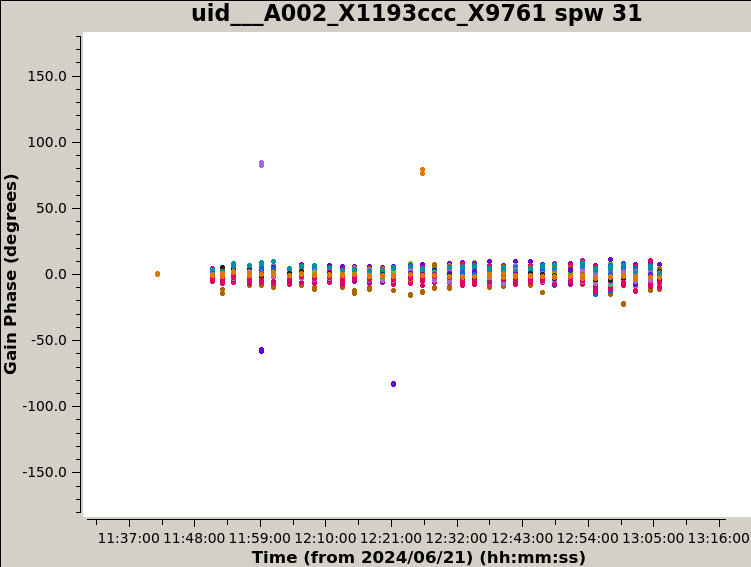 uid___A002_X1193ccc_X9761 spw 31
150.0
100.0
50.0
0.0
-50.0
-100.0
-150.0
Gain Phase (degrees)
11:37:00 11:48:00 11:59:00 12:10:00 12:21:00 12:32:00 12:43:00 12:54:00 13:05:00 13:16:00
Time (from 2024/06/21) (hh:mm:ss)